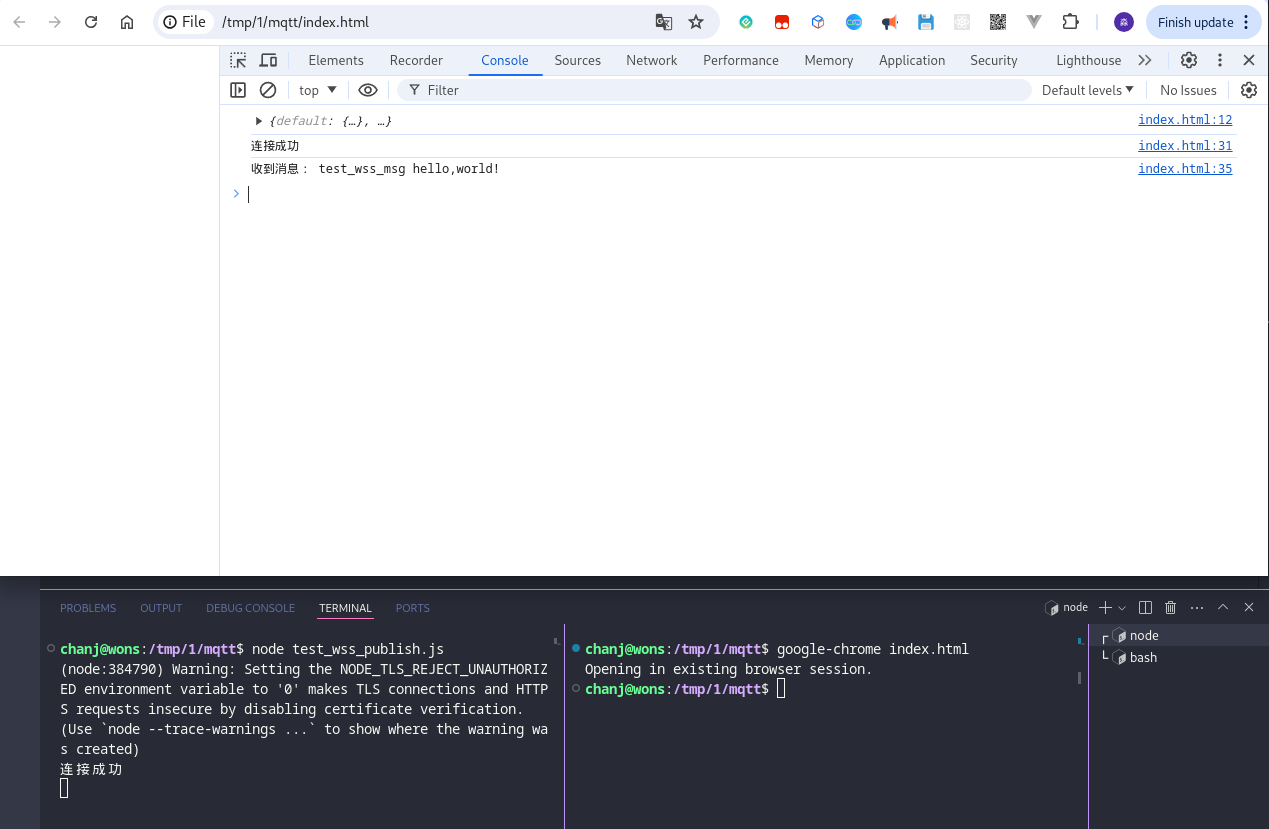 File /tmp/1/mqtt/index.html Finish update
Elements Recorder Console Sources Network Performance Memory Application Security Lighthouse
top Filter Default levels No Issues
{default: {…}, …} index.html:12
连接成功 index.html:31
收到消息： test_wss_msg hello,world! index.html:35
PROBLEMS OUTPUT DEBUG CONSOLE TERMINAL PORTS node
chanj@wons:/tmp/1/mqtt$ node test_wss_publish.js
(node:384790) Warning: Setting the NODE_TLS_REJECT_UNAUTHORIZ
ED environment variable to '0' makes TLS connections and HTTP
S requests insecure by disabling certificate verification.
(Use `node --trace-warnings ...` to show where the warning wa
s created)
连接成功
chanj@wons:/tmp/1/mqtt$ google-chrome index.html
Opening in existing browser session.
chanj@wons:/tmp/1/mqtt$
node
bash